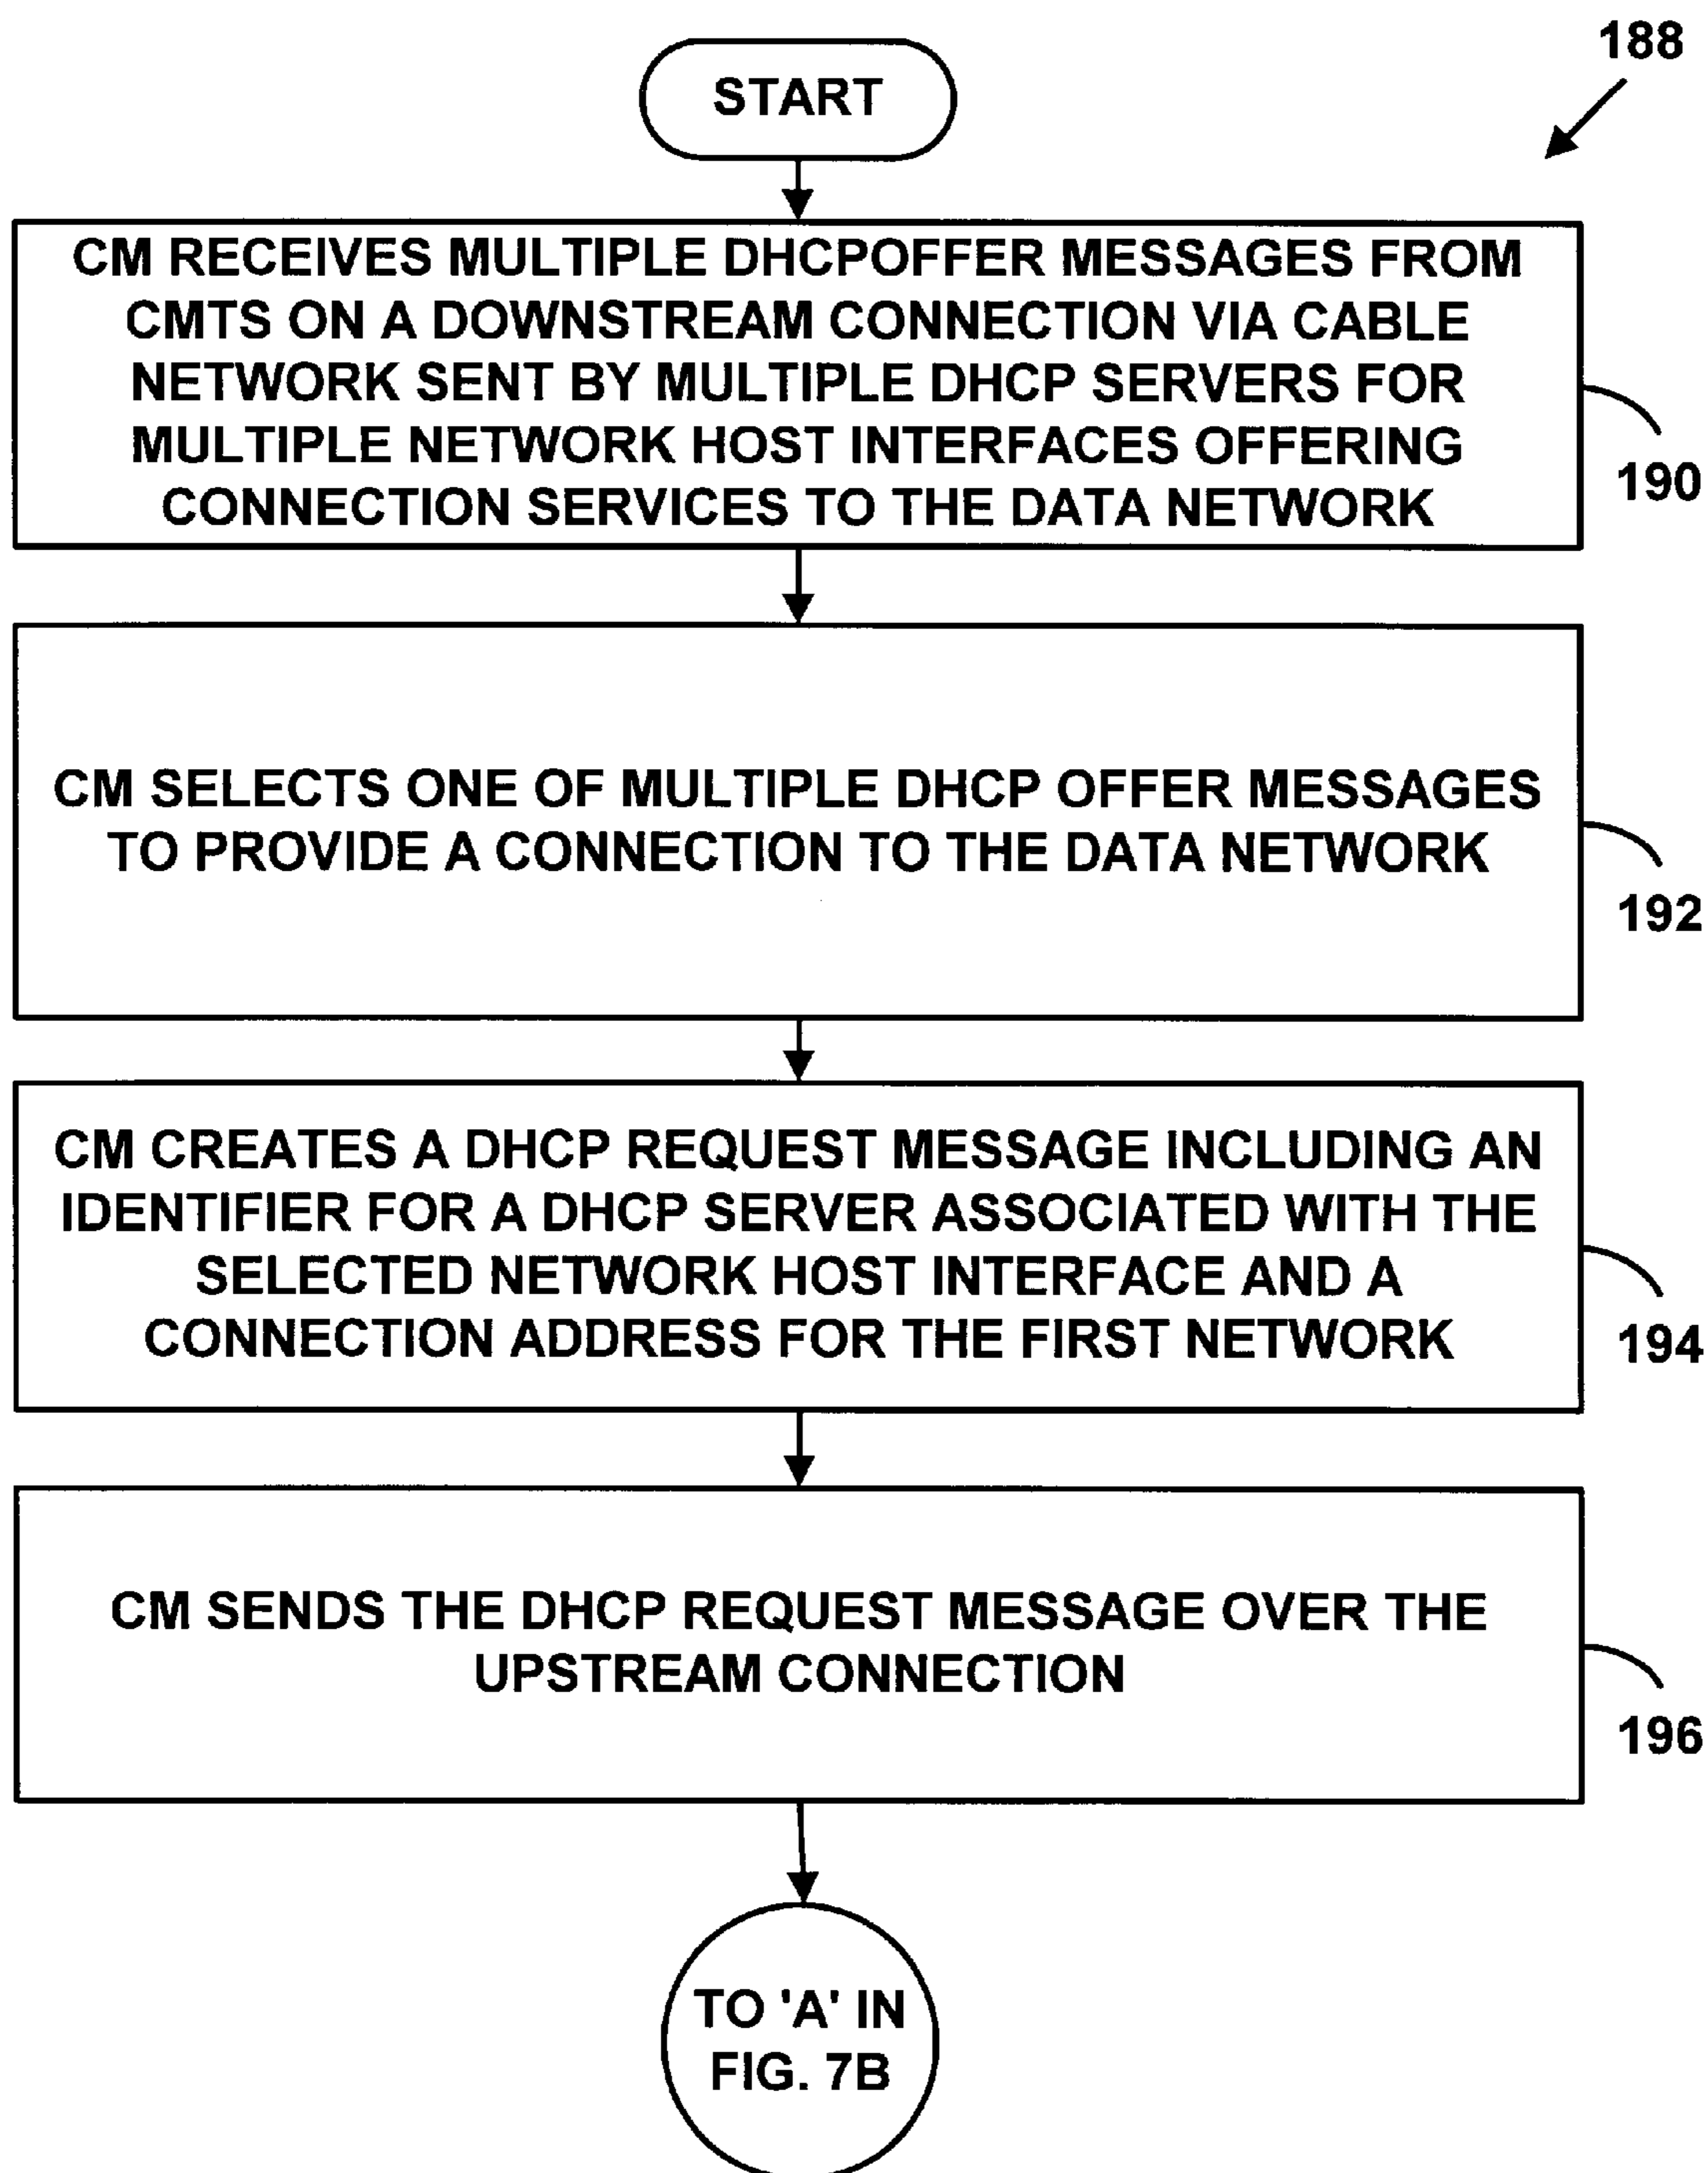 188
START
CM RECEIVES MULTIPLE DHCPOFFER MESSAGES FROM
CMTS ON A DOWNSTREAM CONNECTION VIA CABLE
NETWORK SENT BY MULTIPLE DHCP SERVERS FOR
MULTIPLE NETWORK HOST INTERFACES OFFERING
CONNECTION SERVICES TO THE DATA NETWORK
190
CM SELECTS ONE OF MULTIPLE DHCP OFFER MESSAGES
TO PROVIDE A CONNECTION TO THE DATA NETWORK
192
CM CREATES A DHCP REQUEST MESSAGE INCLUDING AN
IDENTIFIER FOR A DHCP SERVER ASSOCIATED WITH THE
SELECTED NETWORK HOST INTERFACE AND A
CONNECTION ADDRESS FOR THE FIRST NETWORK
194
CM SENDS THE DHCP REQUEST MESSAGE OVER THE
UPSTREAM CONNECTION
196
TO 'A' IN
FIG. 7B